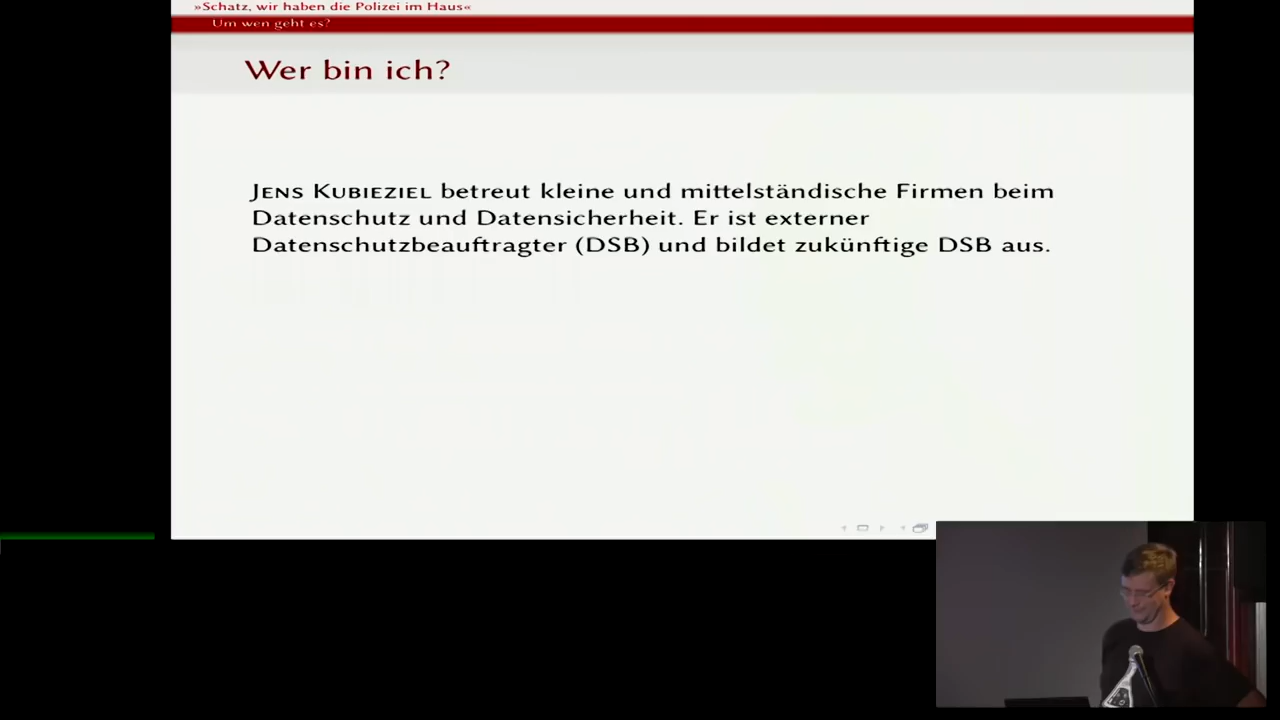 »Schatz, wir haben die Polizei im Haus«
Um wen geht es?
Wer bin ich?
Jens Kubieziel betreut kleine und mittelständische Firmen beim
Datenschutz und Datensicherheit. Er ist externer
Datenschutzbeauftragter (DSB) und bildet zukünftige DSB aus.